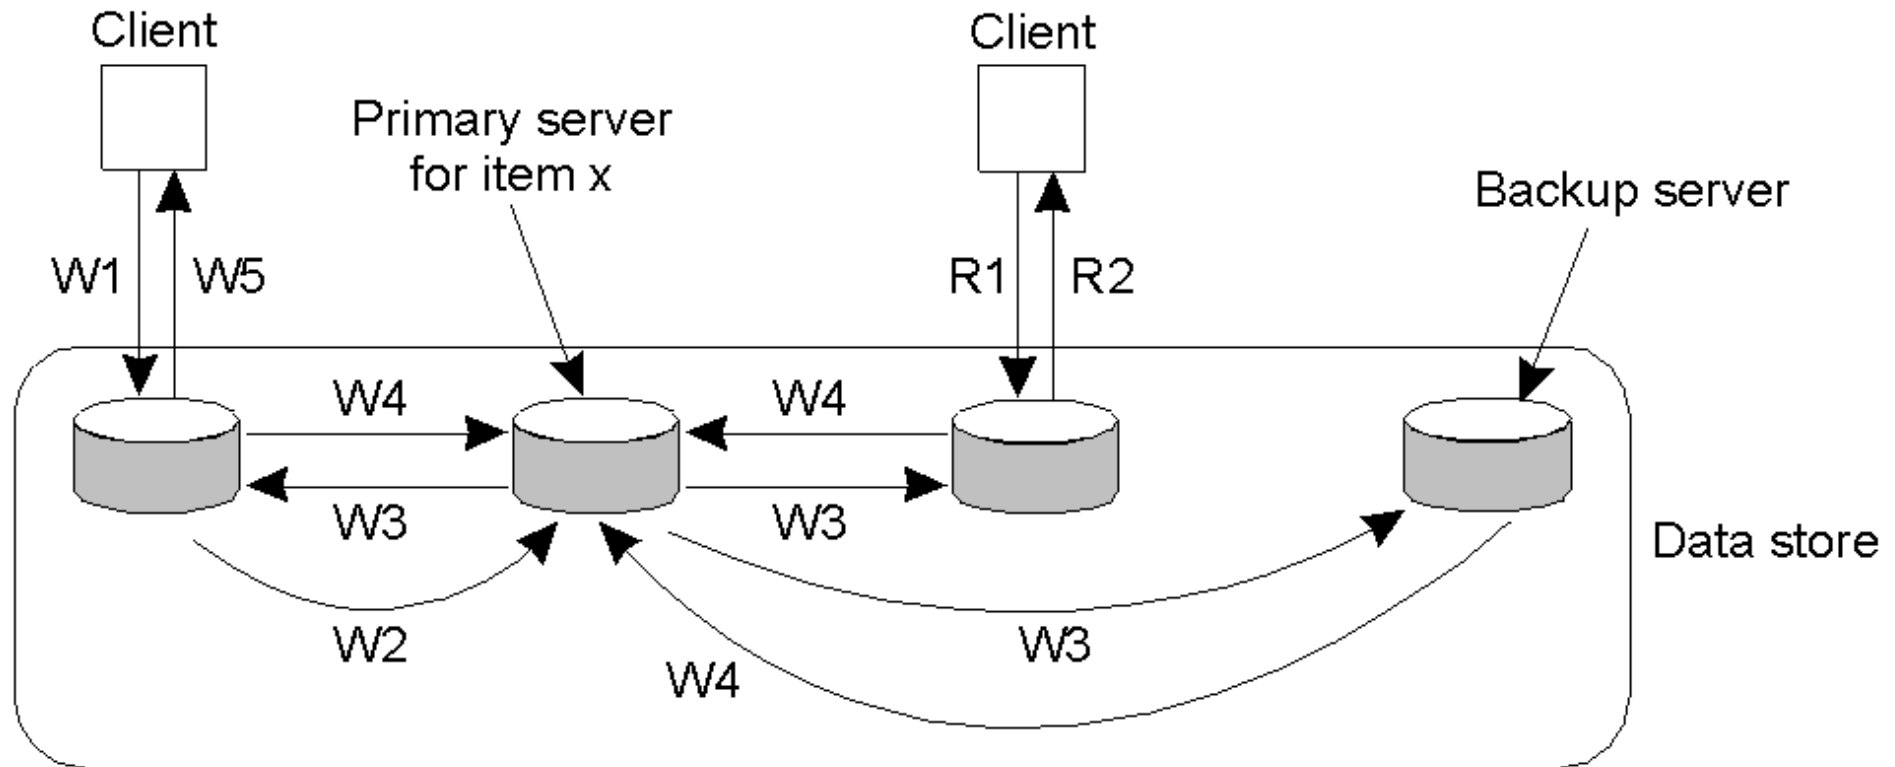 Client
Client
Primary server
for item x
Backup server
W1
W5
R1
R2
W4
W4
W3
W3
Data store
W2
W3
W4